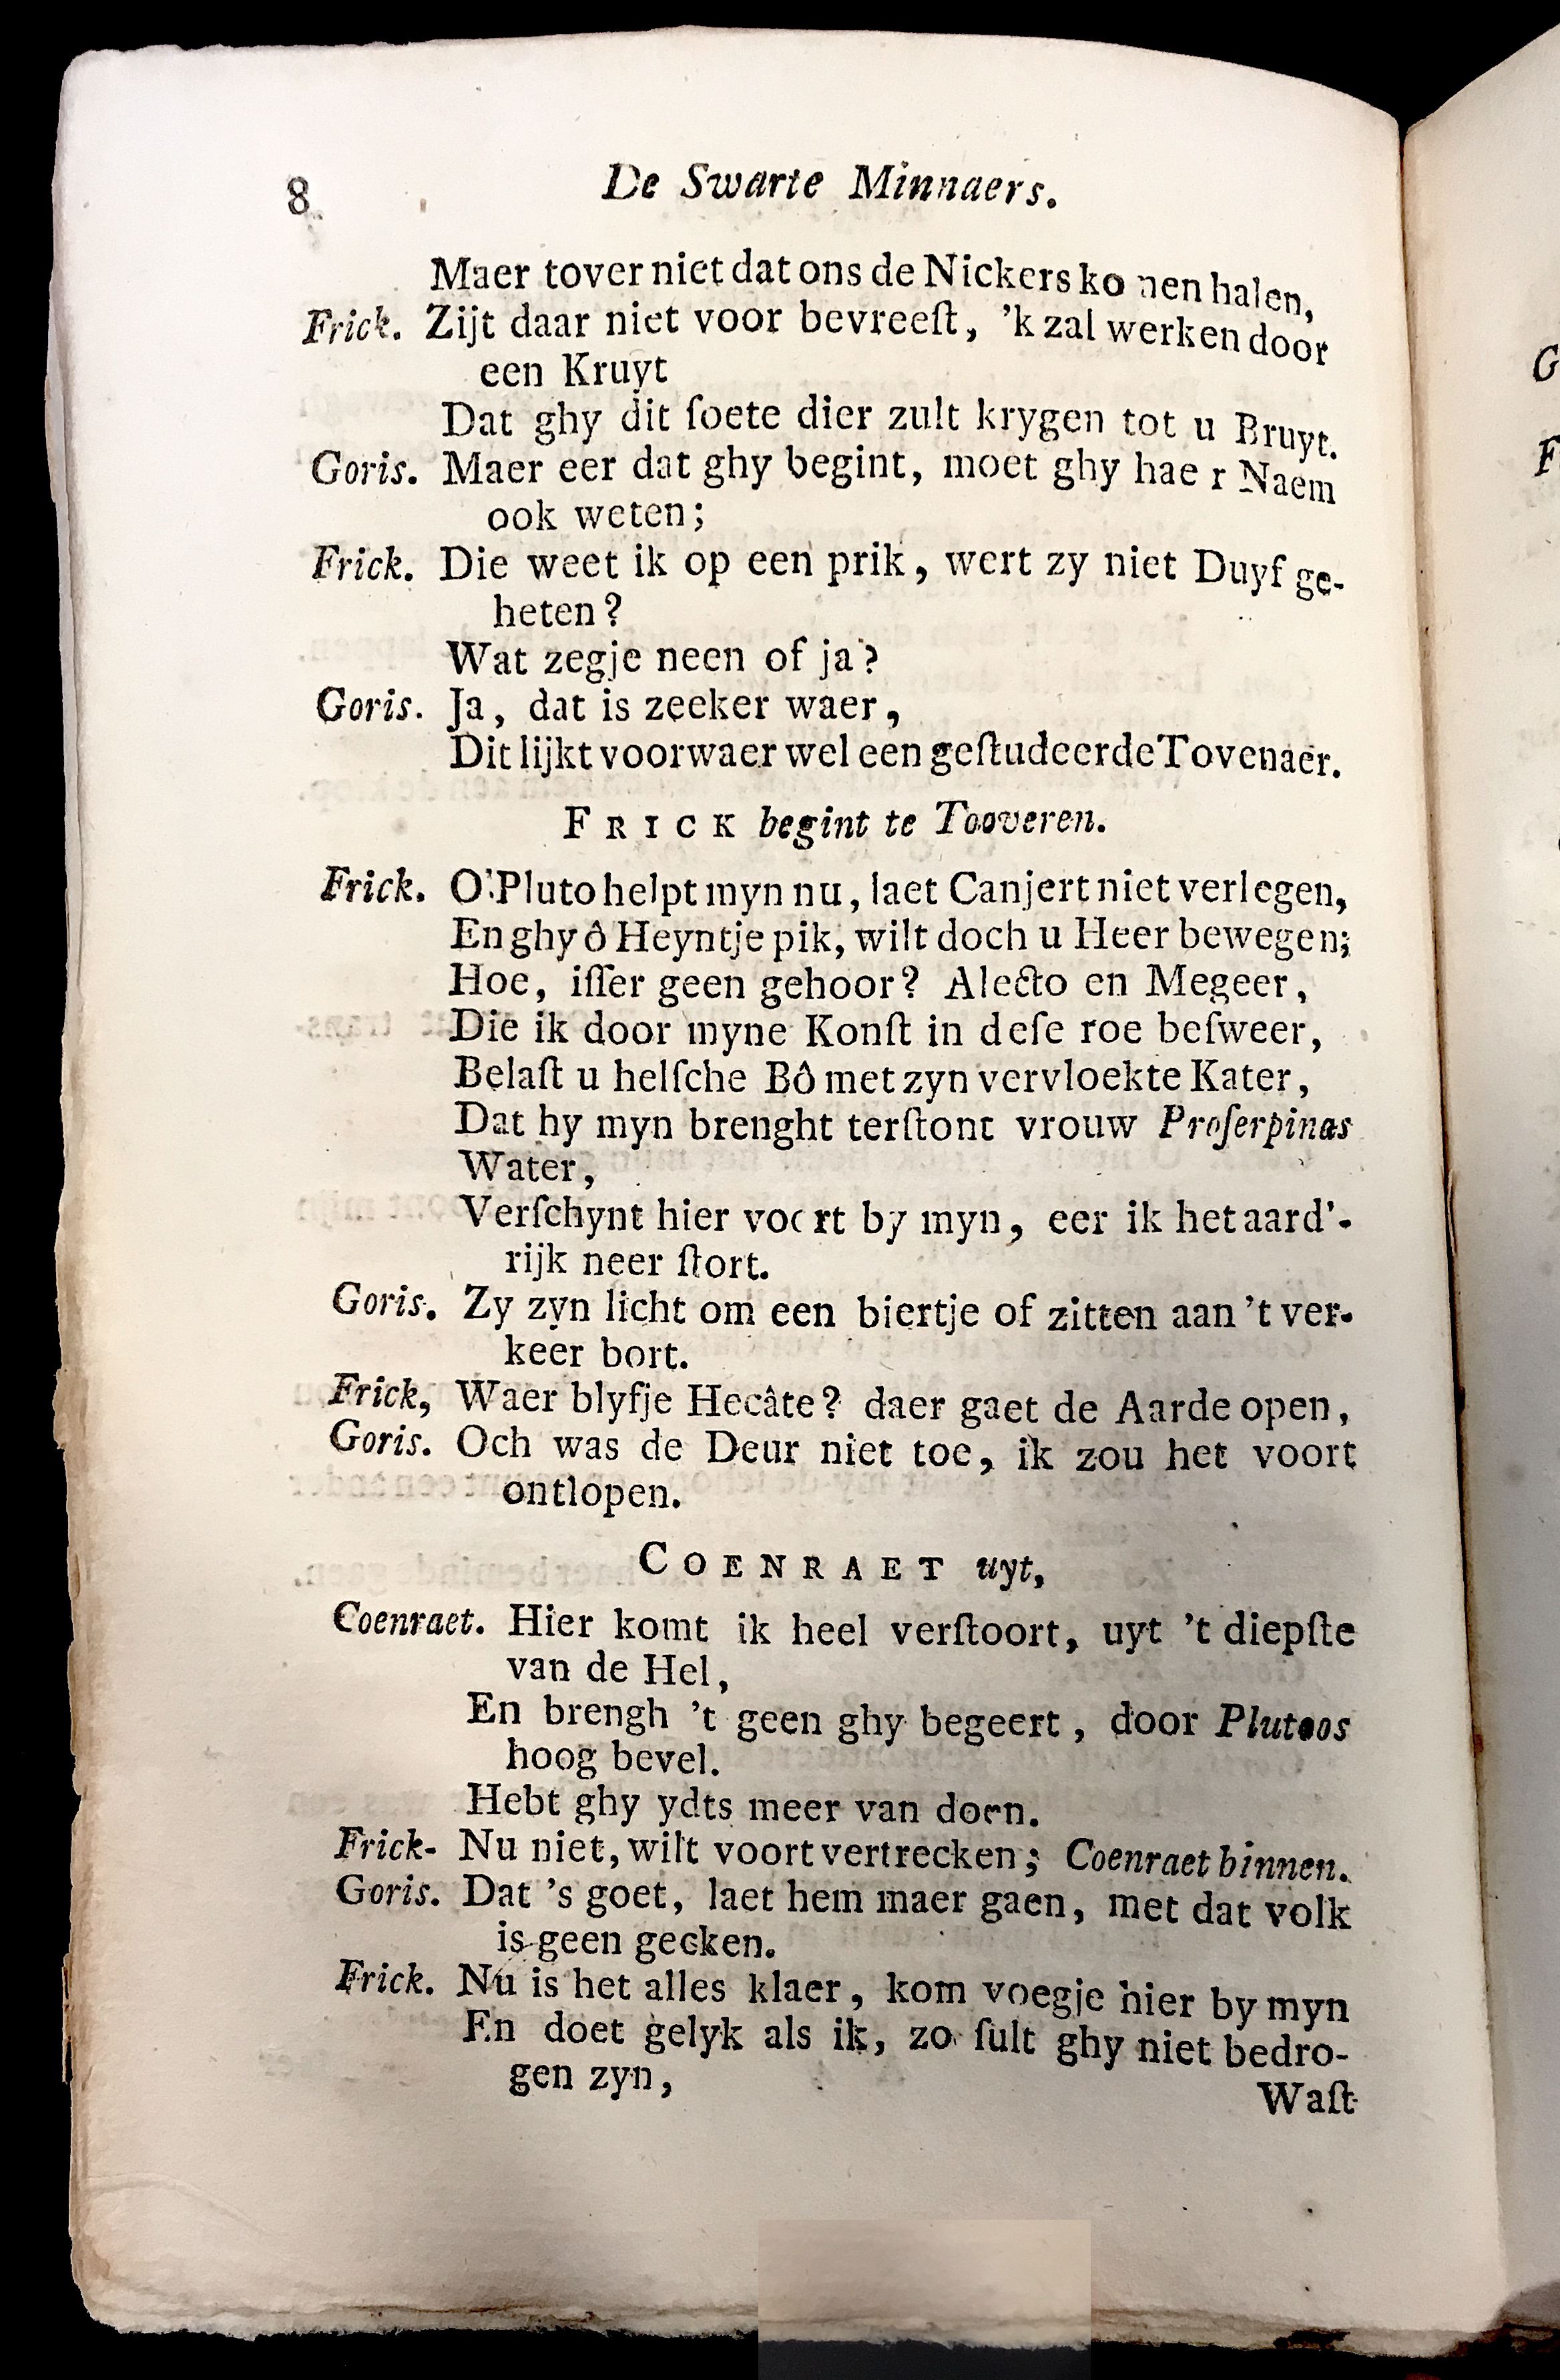 8 De Swarte Minnaers.
Maer tover niet dat ons de Nickers ko nen halen,
Frick. Zijt daar niet voor bevreeſt, 'k zal werken door
een Kruyt
Dat ghy dit ſoete dier zult krygen tot u Bruyt.
Goris. Maer eer dat ghy begint, moet ghy hae r Naem
ook weten;
Frick. Die weet ik op een prik, wert zy niet Duyf ge-
heten?
Wat zegje neen of ja?
Goris. Ja, dat is zeeker waer,
Dit lijkt voorwaer wel een geſtudeerde Tovenaer.
FRICK begint te Tooveren.
Frick. O! Pluto helpt myn nu, laet Canjert niet verlegen,
En ghy ô Heyntje pik, wilt doch u Heer bewegen;
Hoe, iſſer geen gehoor? Alecto en Megeer,
Die ik door myne Konſt in deſe roe beſweer,
Belaſt u helſche Bô met zyn vervloekte Kater,
Dat hy myn brenght terſtont vrouw Proſerpinas
Water,
Verſchynt hier voort by myn, eer ik het aard'-
rijk neer ſtort.
Goris. Zy zyn licht om een biertje of zitten aan 't ver-
keer bort.
Frick, Waer blyfje Hecâte? daer gaet de Aarde open,
Goris. Och was de Deur niet toe, ik zou het voort
ontlopen.
COENRAET uyt,
Coenraet. Hier komt ik heel verſtoort, uyt 't diepſte
van de Hel,
En brengh 't geen ghy begeert, door Plutoos
hoog bevel.
Hebt ghy ydts meer van doen.
Frick- Nu niet, wilt voort vertrecken; Coenraet binnen.
Goris. Dat 's goet, laet hem maer gaen, met dat volk
is geen gecken.
Frick. Nu is het alles klaer, kom voegje hier by myn
En doet gelyk als ik, zo ſult ghy niet bedro-
gen zyn,
Waſt
G
F